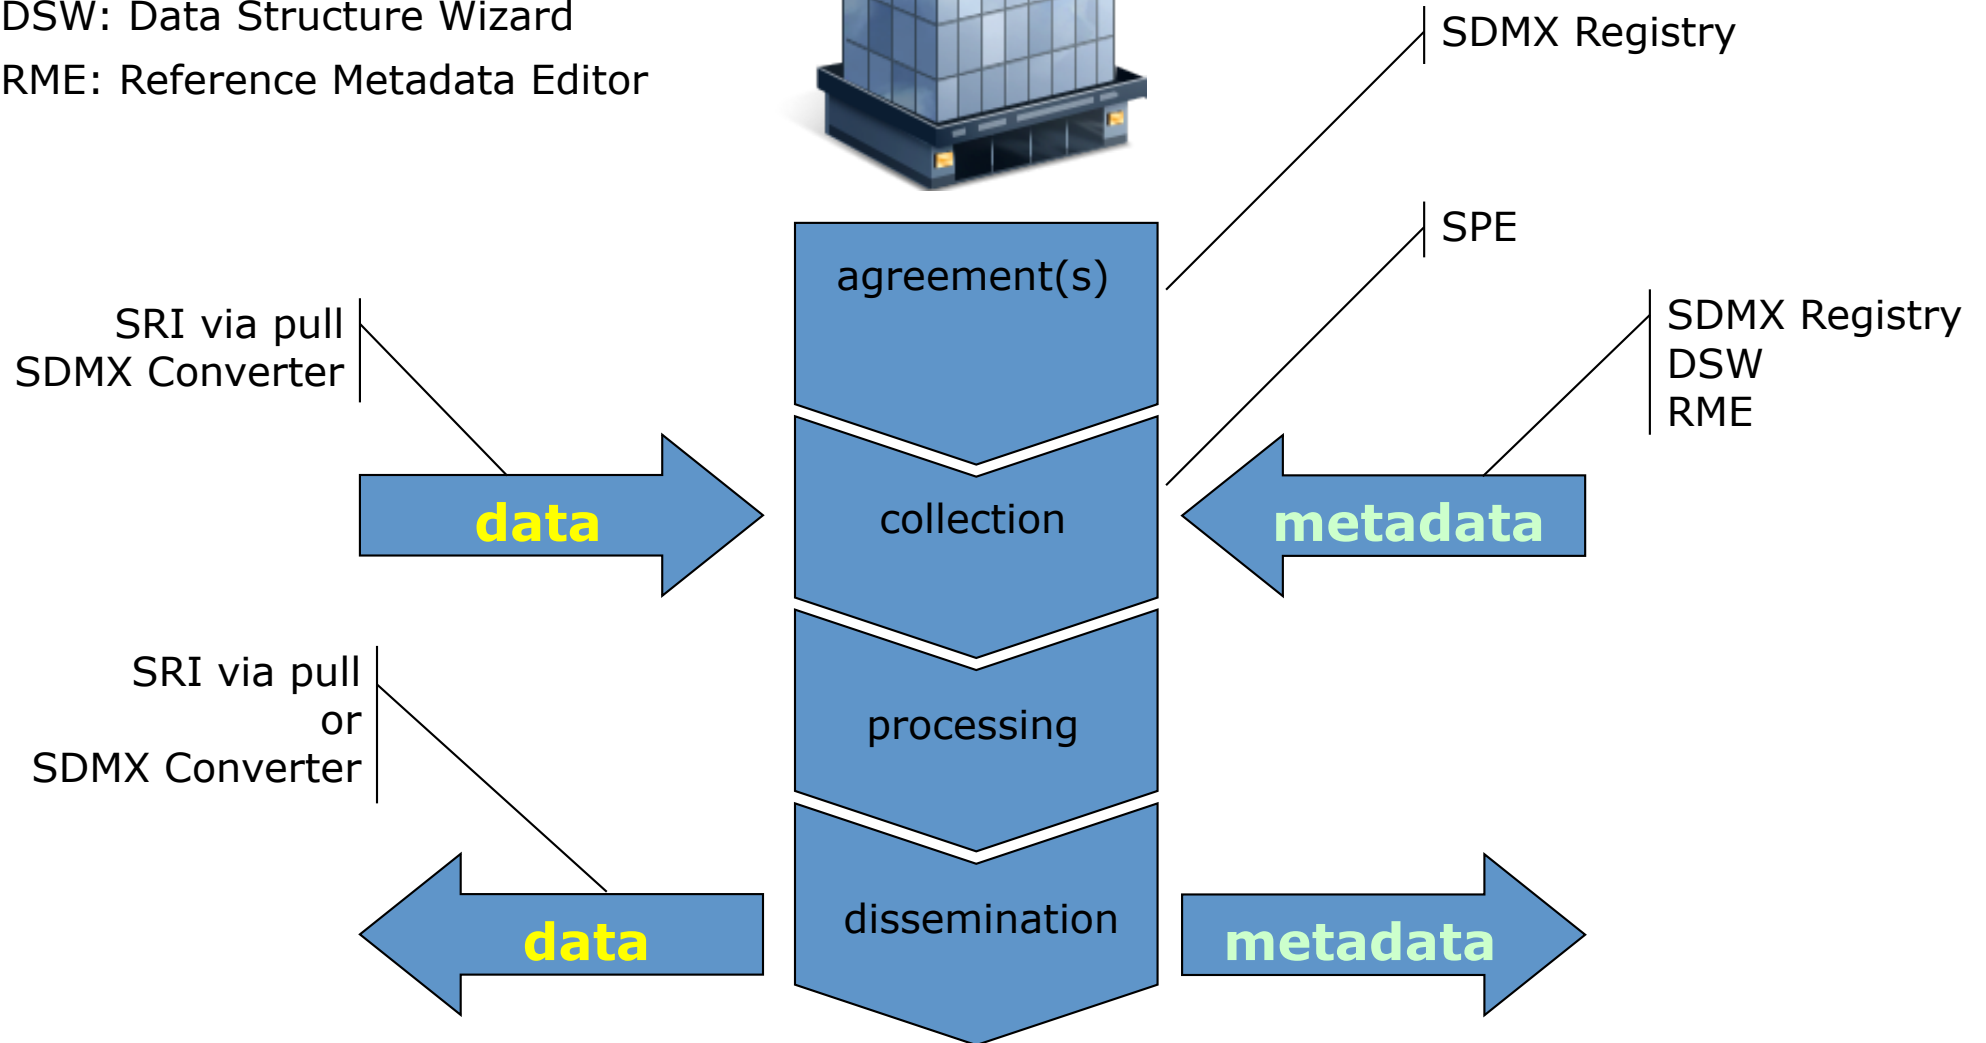 DSW: Data Structure Wizard
RME: Reference Metadata Editor
SDMX Registry
SPE
agreement(s)
SRI via pull
SDMX Converter
SDMX Registry
DSW
RME
data
collection
metadata
SRI via pull
or
SDMX Converter
processing
data
dissemination
metadata